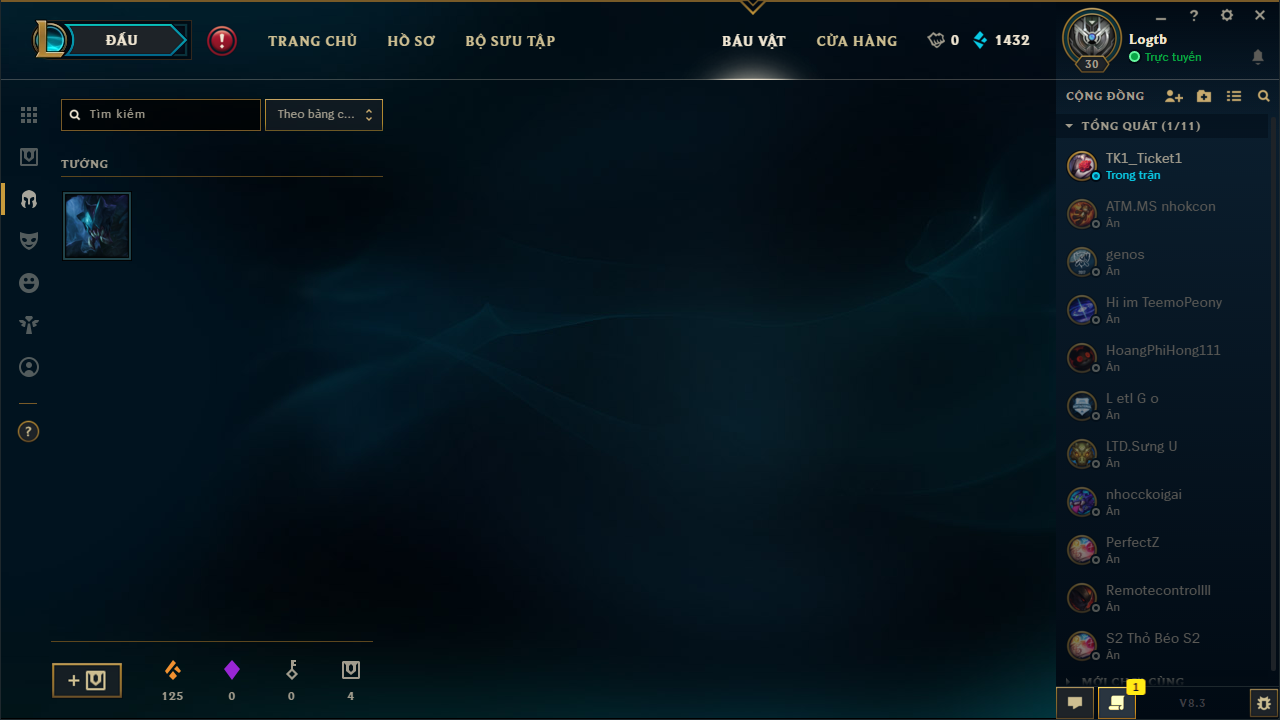 ĐẤU
TRANG CHỦ
HỒ SƠ
BỘ SƯU TẬP
BÁU VẬT
CỬA HÀNG
0
1432
30
Logtb
Trực tuyến
Tìm kiếm
Theo bảng c...
TƯỚNG
CỘNG ĐỒNG
TỔNG QUÁT (1/11)
TK1_Ticket1
Trong trận
ATM.MS nhokcon
Ẩn
genos
Ẩn
Hi im TeemoPeony
Ẩn
HoangPhiHong111
Ẩn
L etl G o
Ẩn
LTD.Sưng U
Ẩn
nhocckoigai
Ẩn
PerfectZ
Ẩn
Remotecontrollll
Ẩn
S2 Thỏ Béo S2
Ẩn
MỚI CHƠI CÙNG
125
0
0
4
1
V8.3